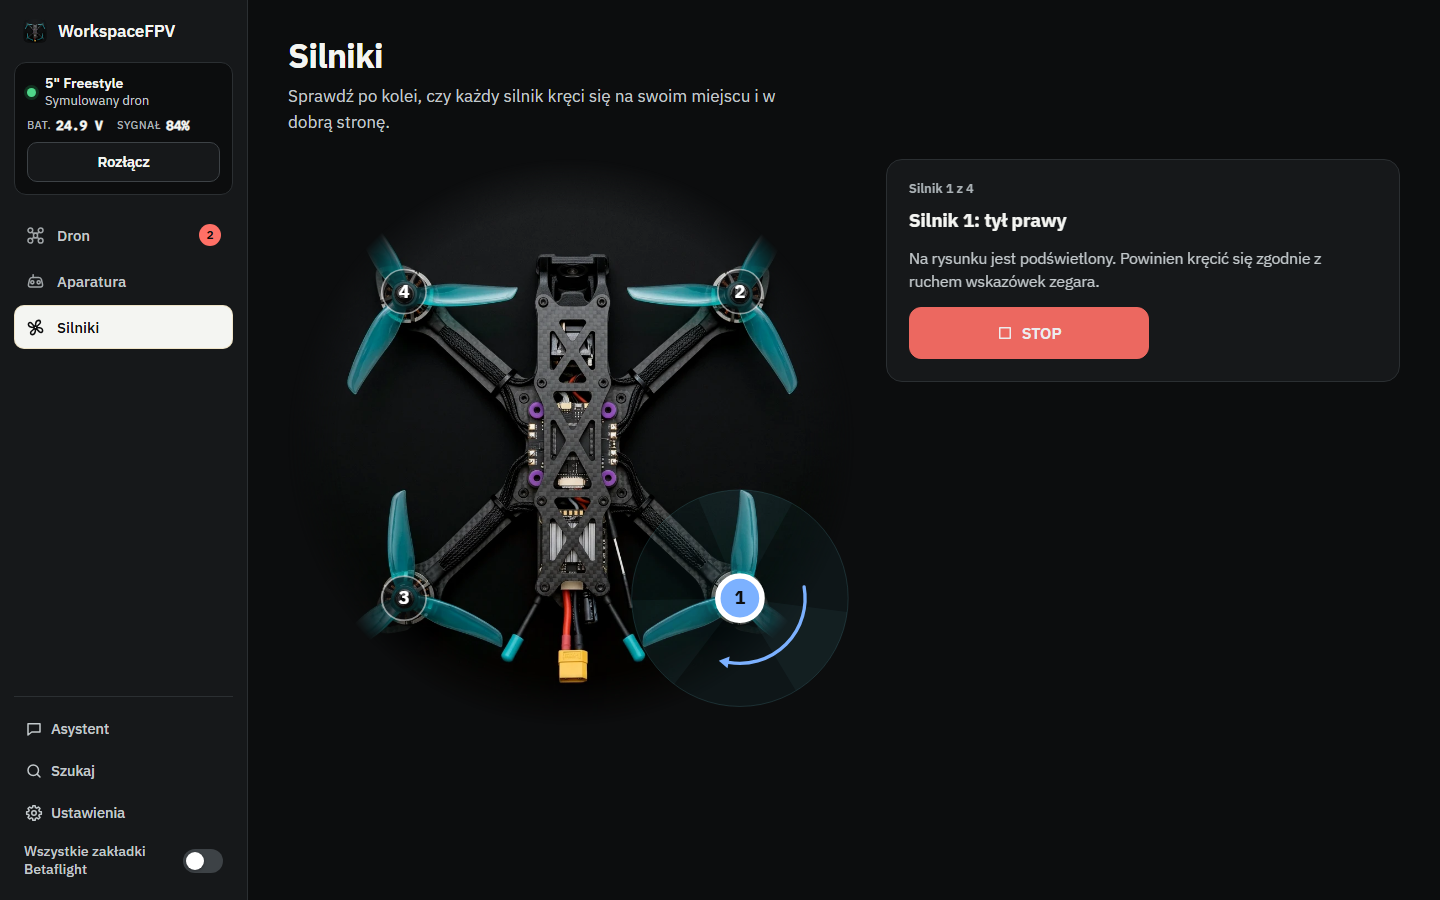 WorkspaceFPV
5" Freestyle
Symulowany dron
BAT. 24.9 V SYGNAŁ 84%
Rozłącz
Dron 2
Aparatura
Silniki
Asystent
Szukaj
Ustawienia
Wszystkie zakładki
Betaflight
Silniki
Sprawdź po kolei, czy każdy silnik kręci się na swoim miejscu i w
dobrą stronę.
4
2
3
1
Silnik 1 z 4
Silnik 1: tył prawy
Na rysunku jest podświetlony. Powinien kręcić się zgodnie z
ruchem wskazówek zegara.
STOP